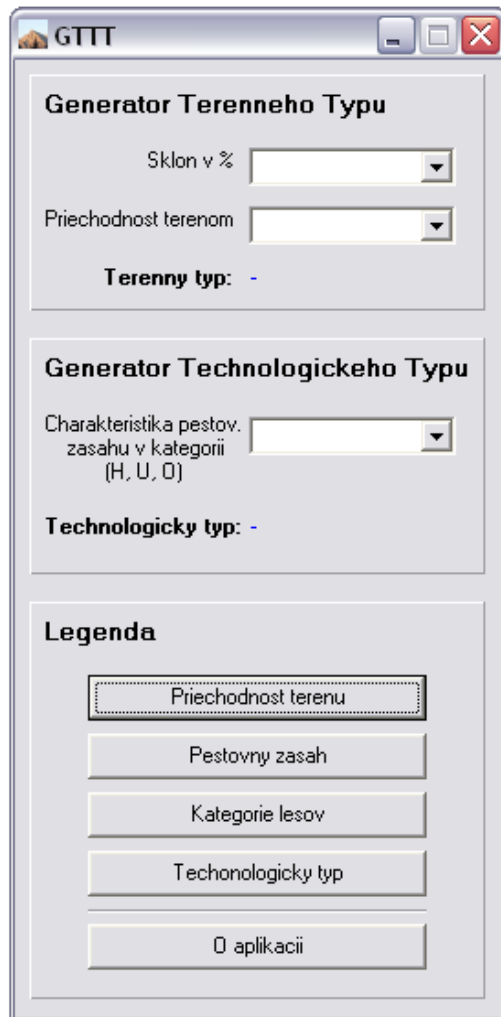 GTTT
Generator Terenneho Typu
Sklon v %
Priechodnost terenom
Terenny typ: -
Generator Technologickeho Typu
Charakteristika pestov.
zasahu v kategorii
(H, U, O)
Technologicky typ: -
Legenda
Priechodnost terenu
Pestovny zasah
Kategorie lesov
Techonologicky typ
O aplikacii